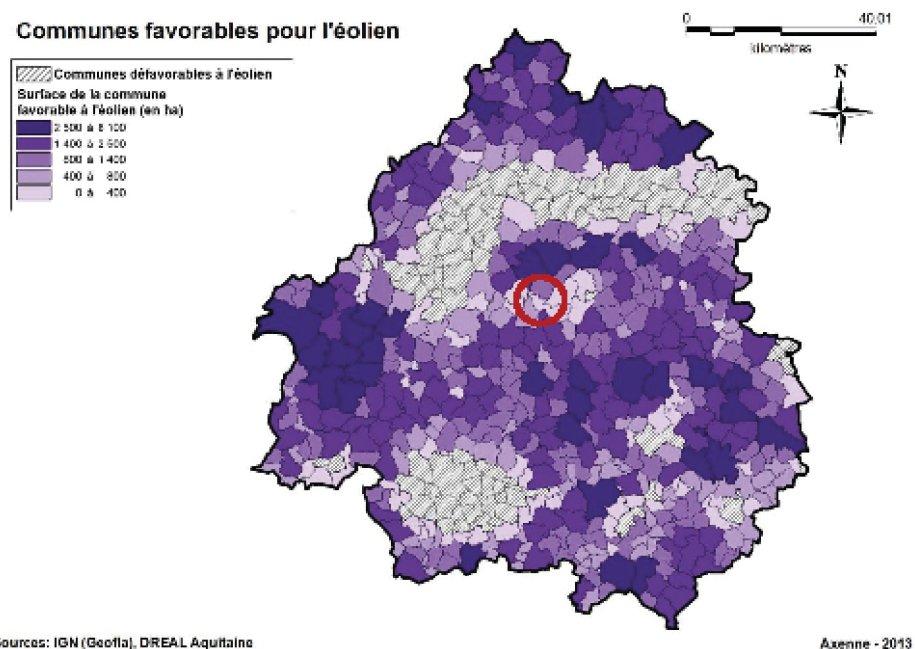 Communes favorables pour l'éolien
0 40,01
kilomètres
N
Communes défavorables à l'éolien
Surface de la commune
favorable à l'éolien (en ha)
2 500 à 8 100
1 400 à 2 500
800 à 1 400
400 à 800
0 à 400
Sources: IGN (Geofla), DREAL Aquitaine
Axenne - 2013